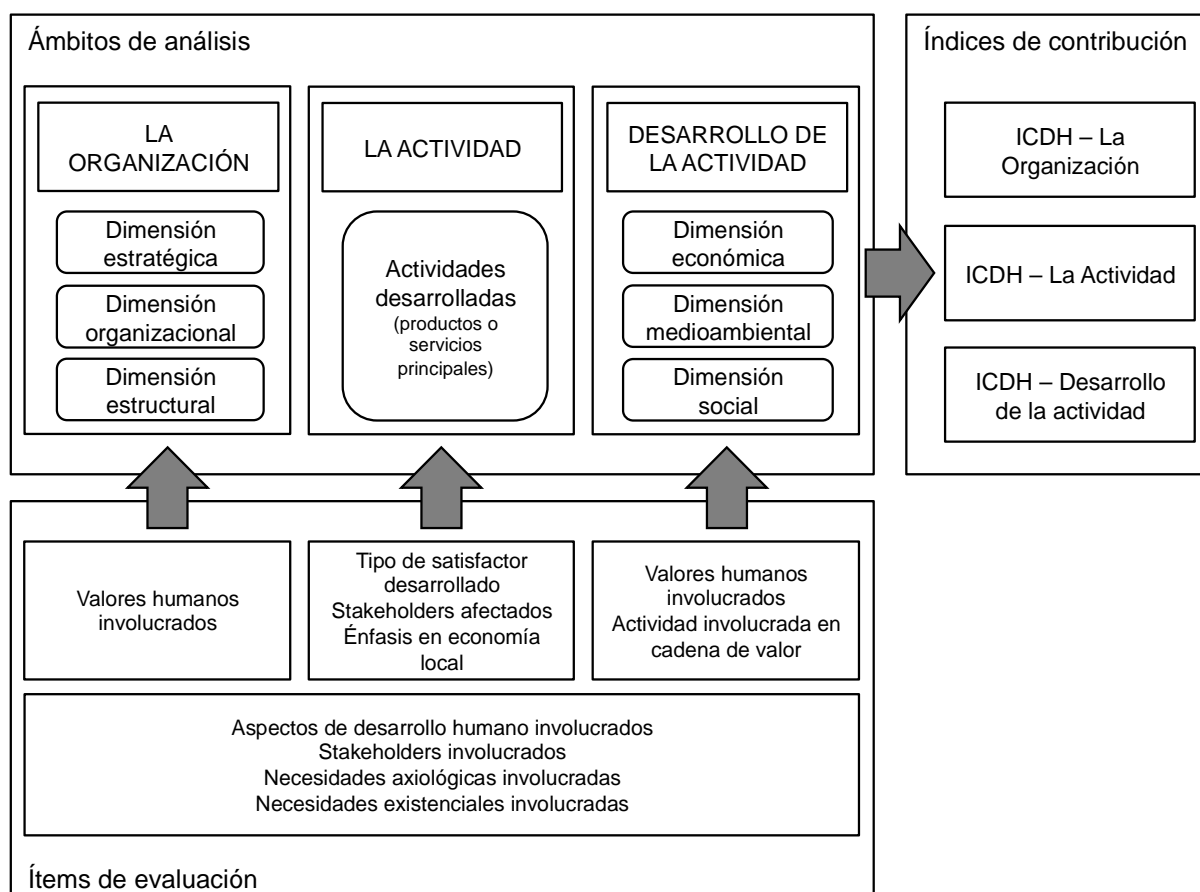 Ámbitos de análisis
LA
ORGANIZACIÓN
Dimensión
estratégica
Dimensión
organizacional
Dimensión
estructural
LA ACTIVIDAD
Actividades
desarrolladas
(productos o
servicios
principales)
DESARROLLO DE
LA ACTIVIDAD
Dimensión
económica
Dimensión
medioambiental
Dimensión
social
Índices de contribución
ICDH – La
Organización
ICDH – La Actividad
ICDH – Desarrollo
de la actividad
Valores humanos
involucrados
Tipo de satisfactor
desarrollado
Stakeholders afectados
Énfasis en economía
local
Valores humanos
involucrados
Actividad involucrada en
cadena de valor
Aspectos de desarrollo humano involucrados
Stakeholders involucrados
Necesidades axiológicas involucradas
Necesidades existenciales involucradas
Ítems de evaluación